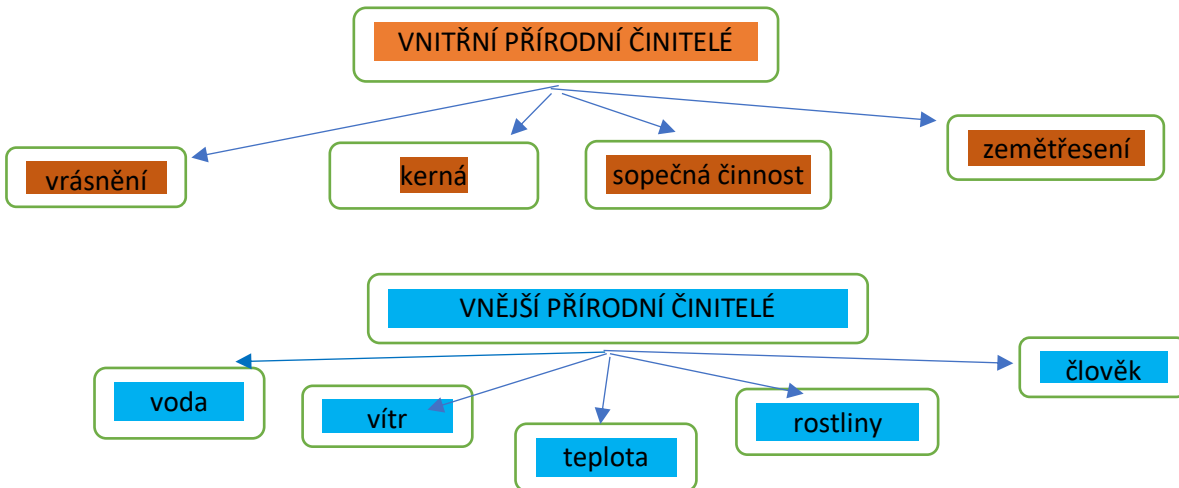 VNITŘNÍ PŘÍRODNÍ ČINITELÉ
vrásnění
kerná
sopečná činnost
zemětřesení
VNĚJŠÍ PŘÍRODNÍ ČINITELÉ
voda
vítr
teplota
rostliny
člověk